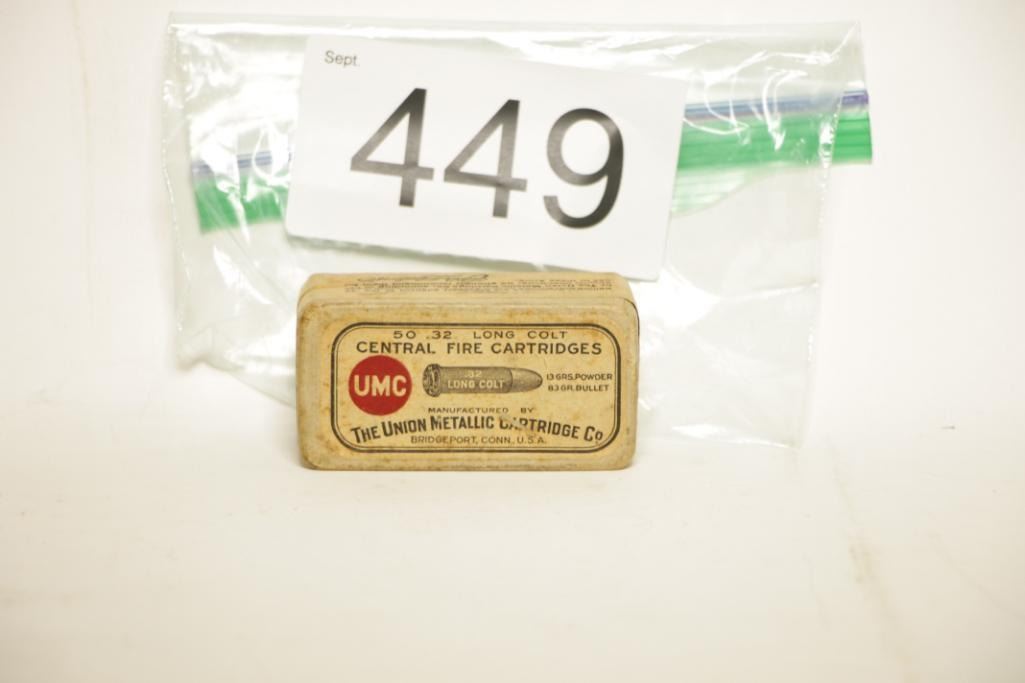 Sept.
449
50 .32 LONG COLT
CENTRAL FIRE CARTRIDGES
UMC
.32
LONG COLT
13 GRS. POWDER
83 GR. BULLET
MANUFACTURED BY
THE UNION METALLIC CARTRIDGE CO
BRIDGEPORT, CONN., U.S.A.